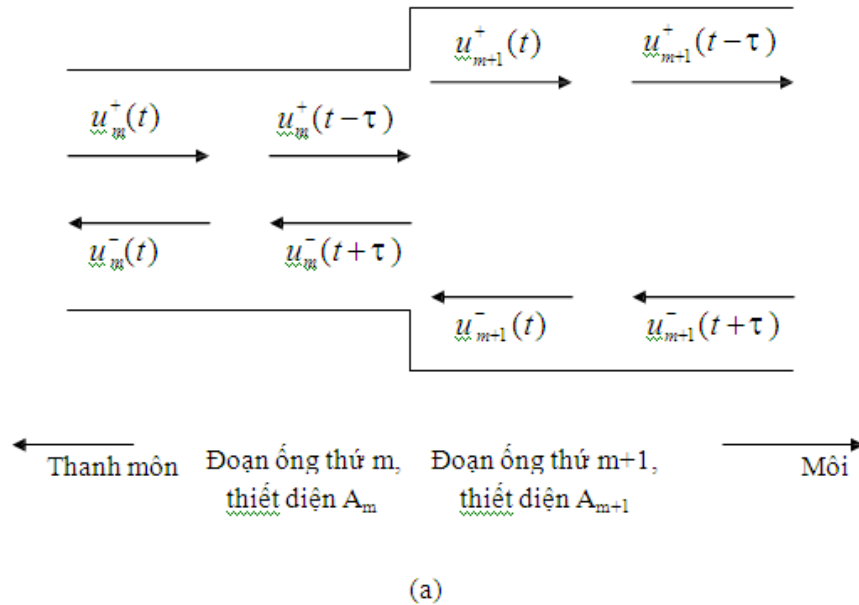 u⁺ₘ₊₁(t) u⁺ₘ₊₁(t−τ)
u⁺ₘ(t) u⁺ₘ(t−τ)
u⁻ₘ(t) u⁻ₘ(t+τ)
u⁻ₘ₊₁(t) u⁻ₘ₊₁(t+τ)
Thanh môn
Đoạn ống thứ m,
thiết diện Aₘ
Đoạn ống thứ m+1,
thiết diện Aₘ₊₁
Môi
(a)